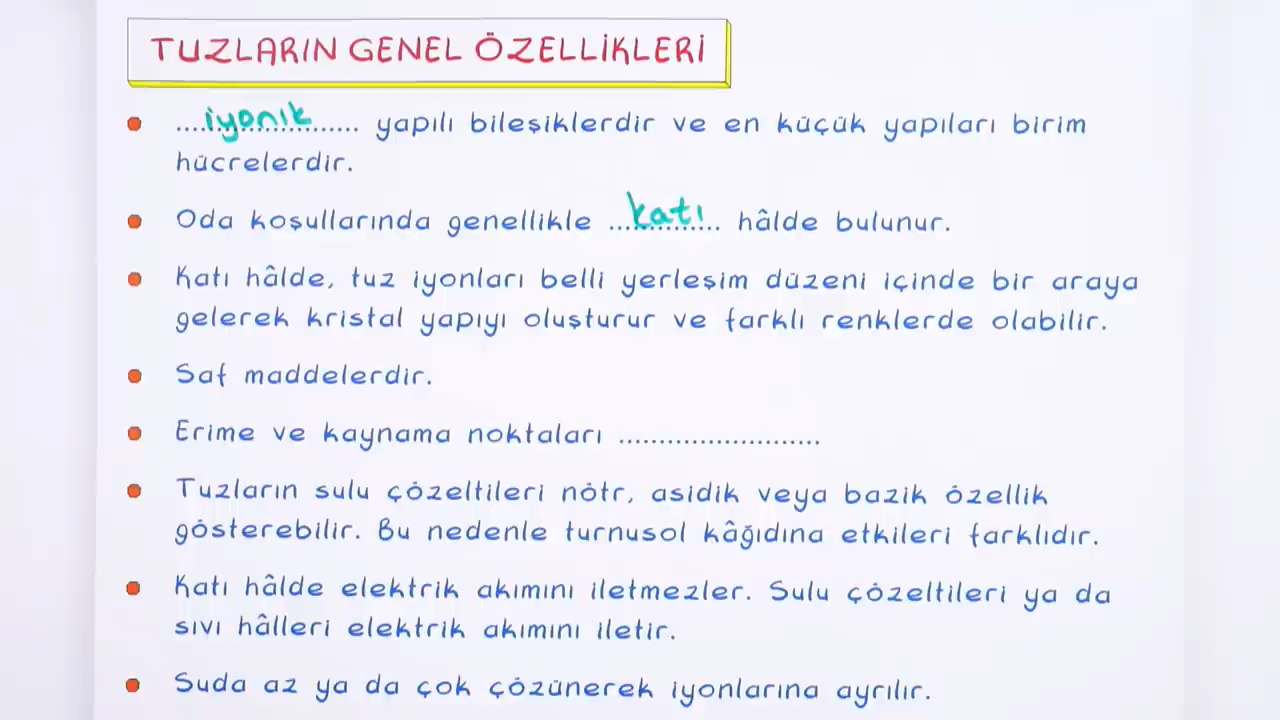 TUZLARIN GENEL ÖZELLİKLERİ
....iyonik.... yapılı bileşiklerdir ve en küçük yapıları birim
hücrelerdir.
Oda koşullarında genellikle ...katı... hâlde bulunur.
Katı hâlde, tuz iyonları belli yerleşim düzeni içinde bir araya
gelerek kristal yapıyı oluşturur ve farklı renklerde olabilir.
Saf maddelerdir.
Erime ve kaynama noktaları .........................
Tuzların sulu çözeltileri nötr, asidik veya bazik özellik
gösterebilir. Bu nedenle turnusol kâğıdına etkileri farklıdır.
Katı hâlde elektrik akımını iletmezler. Sulu çözeltileri ya da
sıvı hâlleri elektrik akımını iletir.
Suda az ya da çok çözünerek iyonlarına ayrılır.